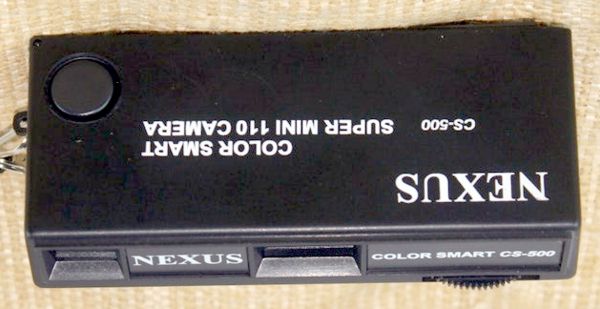 NEXUS
COLOR SMART
SUPER MINI 110 CAMERA
CS-500
NEXUS
COLOR SMART CS-500